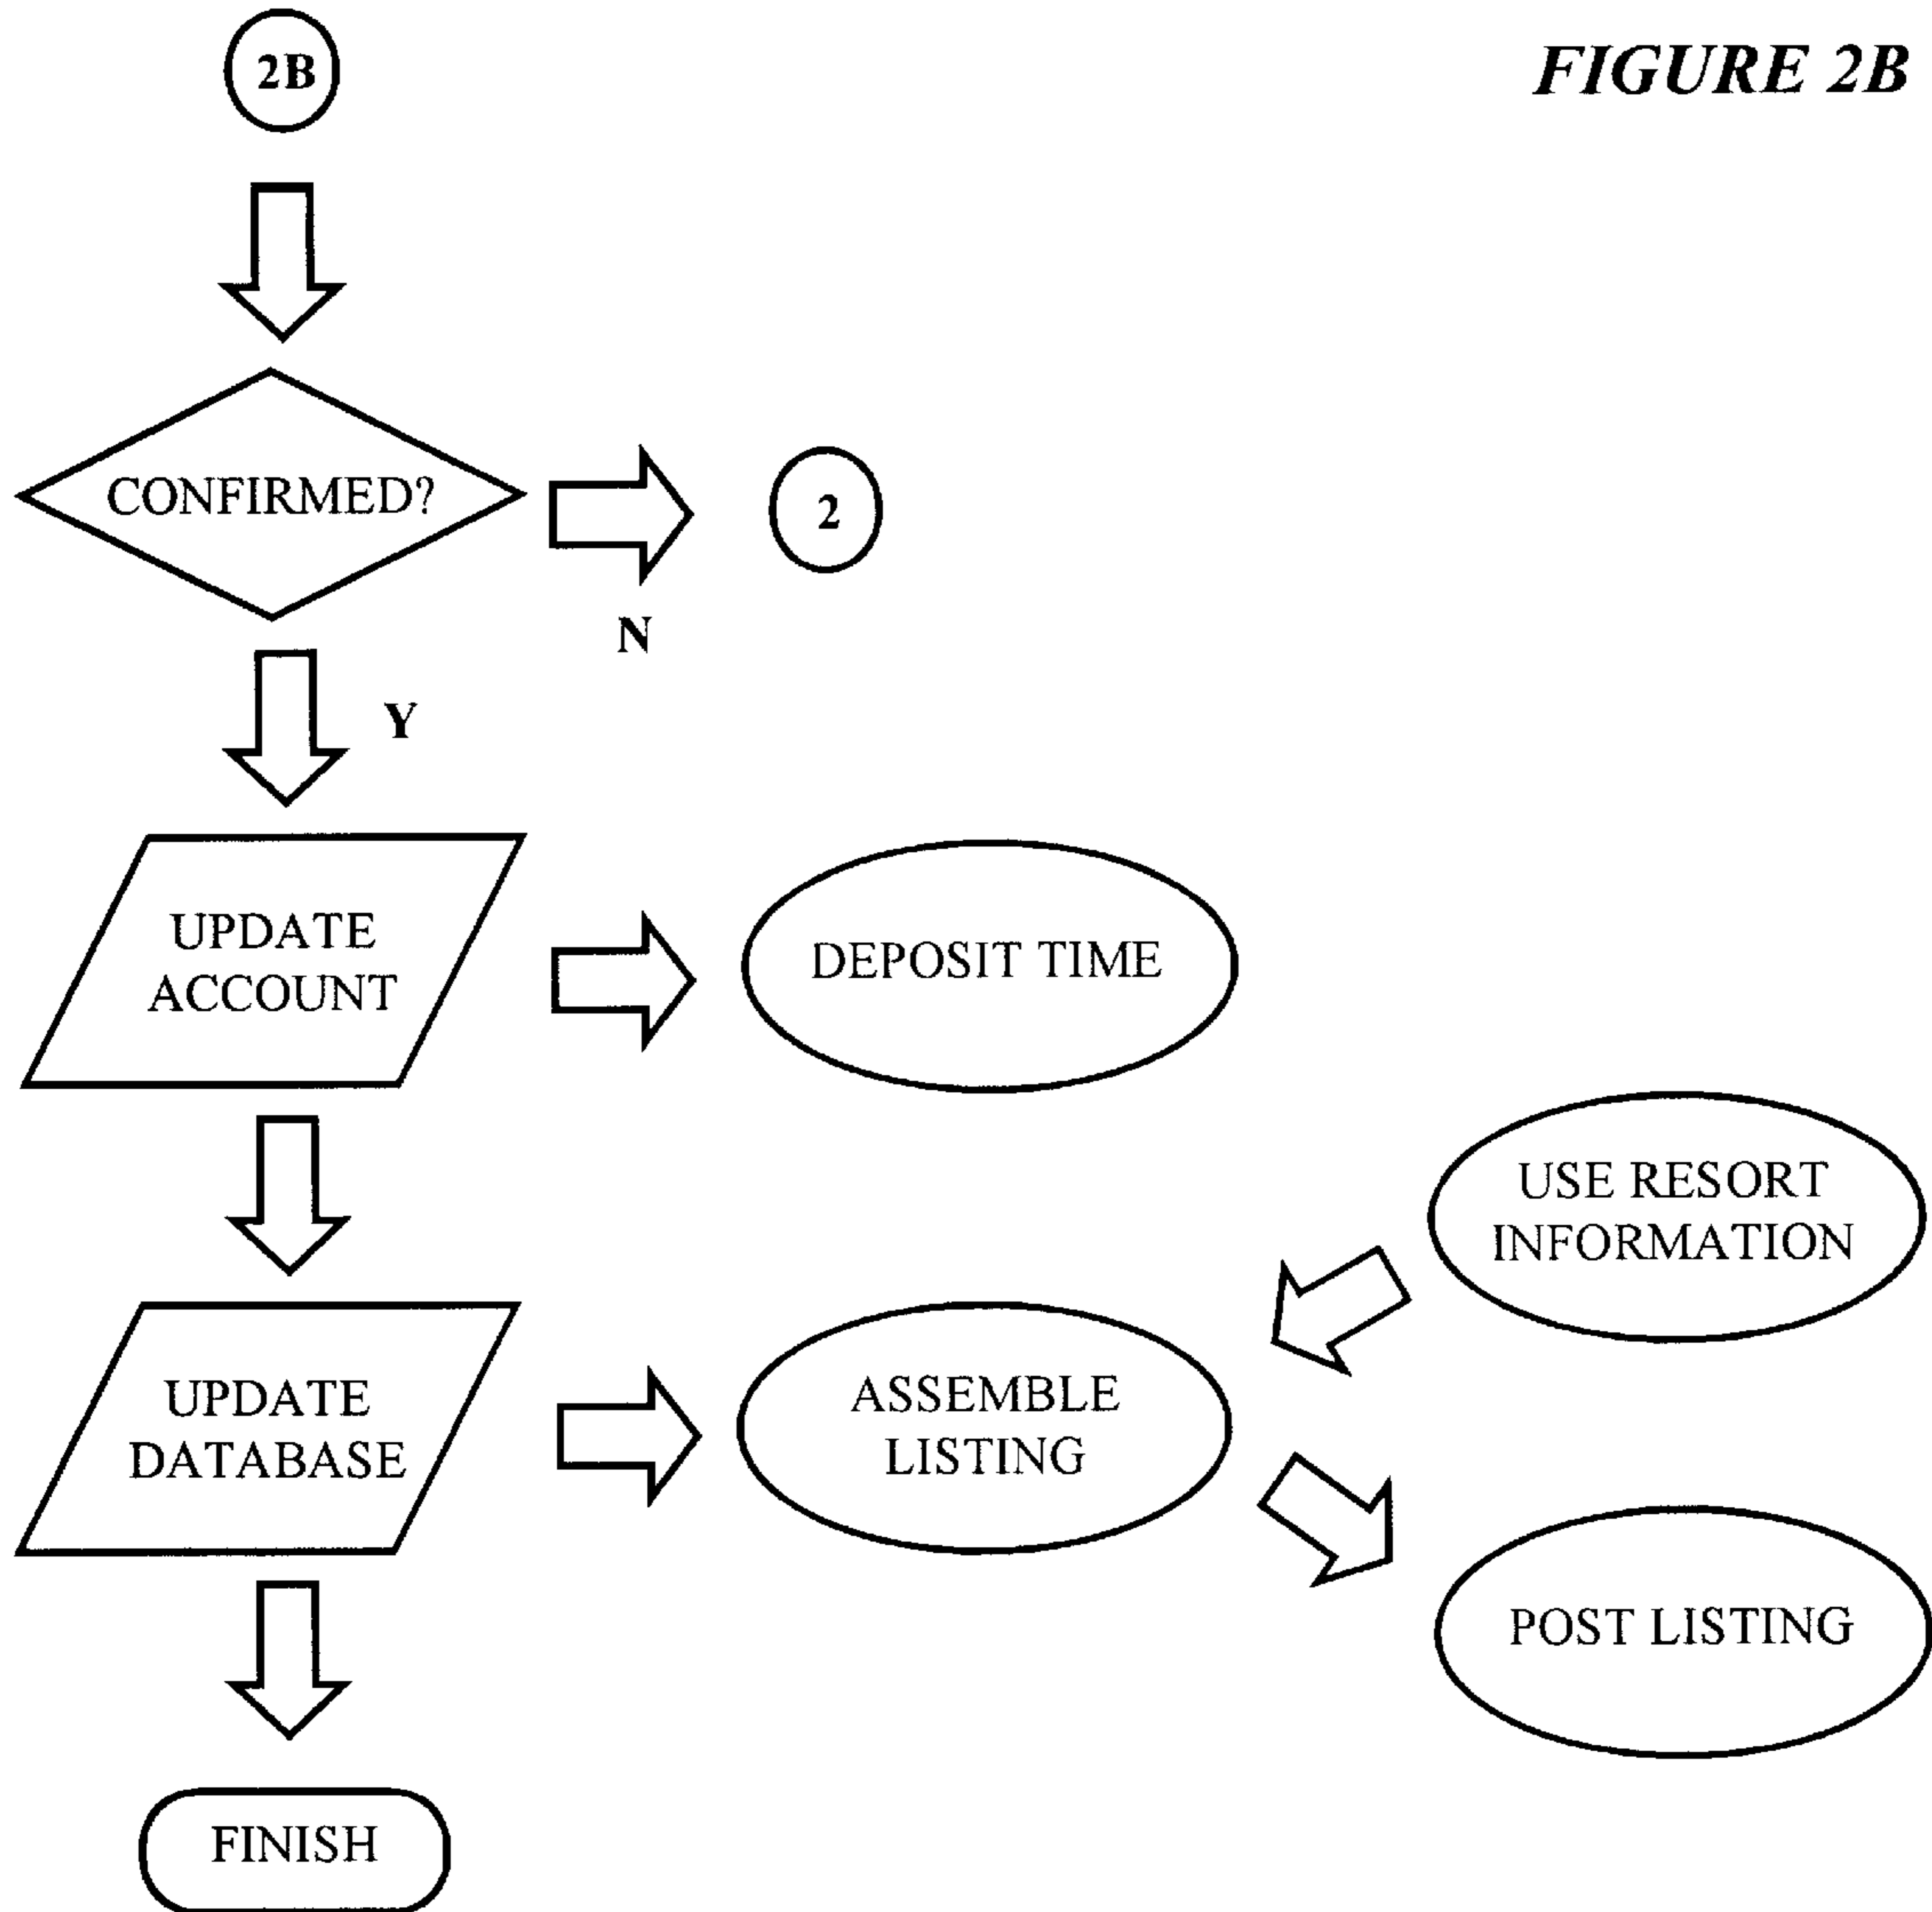 2B
FIGURE 2B
CONFIRMED?
2
N
Y
UPDATE
ACCOUNT
DEPOSIT TIME
USE RESORT
INFORMATION
UPDATE
DATABASE
ASSEMBLE
LISTING
POST LISTING
FINISH